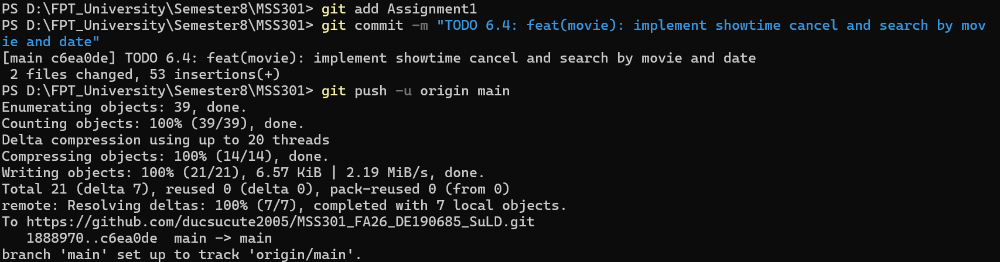 PS D:\FPT_University\Semester8\MSS301> git add Assignment1
PS D:\FPT_University\Semester8\MSS301> git commit -m "TODO 6.4: feat(movie): implement showtime cancel and search by mov
ie and date"
[main c6ea0de] TODO 6.4: feat(movie): implement showtime cancel and search by movie and date
 2 files changed, 53 insertions(+)
PS D:\FPT_University\Semester8\MSS301> git push -u origin main
Enumerating objects: 39, done.
Counting objects: 100% (39/39), done.
Delta compression using up to 20 threads
Compressing objects: 100% (14/14), done.
Writing objects: 100% (21/21), 6.57 KiB | 2.19 MiB/s, done.
Total 21 (delta 7), reused 0 (delta 0), pack-reused 0 (from 0)
remote: Resolving deltas: 100% (7/7), completed with 7 local objects.
To https://github.com/ducsucute2005/MSS301_FA26_DE190685_SuLD.git
   1888970..c6ea0de  main -> main
branch 'main' set up to track 'origin/main'.